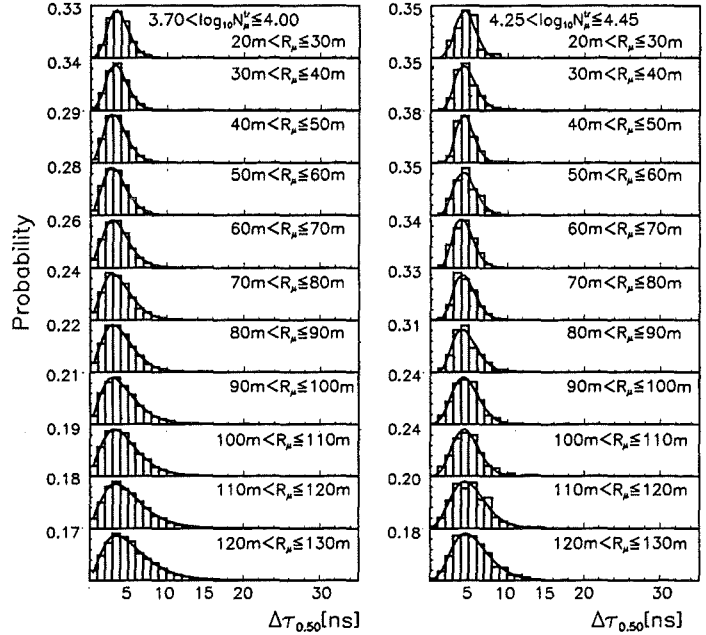 Probability
3.70<log₁₀Nμᵗʳ≦4.00
0.33
20m<Rμ≦30m
0.34
30m<Rμ≦40m
0.29
40m<Rμ≦50m
0.28
50m<Rμ≦60m
0.26
60m<Rμ≦70m
0.24
70m<Rμ≦80m
0.22
80m<Rμ≦90m
0.21
90m<Rμ≦100m
0.19
100m<Rμ≦110m
0.18
110m<Rμ≦120m
0.17
120m<Rμ≦130m
5 10 15 20 25 30
Δτ₀.₅₀[ns]
4.25<log₁₀Nμᵗʳ≦4.45
0.35
20m<Rμ≦30m
0.35
30m<Rμ≦40m
0.38
40m<Rμ≦50m
0.35
50m<Rμ≦60m
0.34
60m<Rμ≦70m
0.33
70m<Rμ≦80m
0.31
80m<Rμ≦90m
0.24
90m<Rμ≦100m
0.24
100m<Rμ≦110m
0.20
110m<Rμ≦120m
0.18
120m<Rμ≦130m
5 10 15 20 25 30
Δτ₀.₅₀[ns]